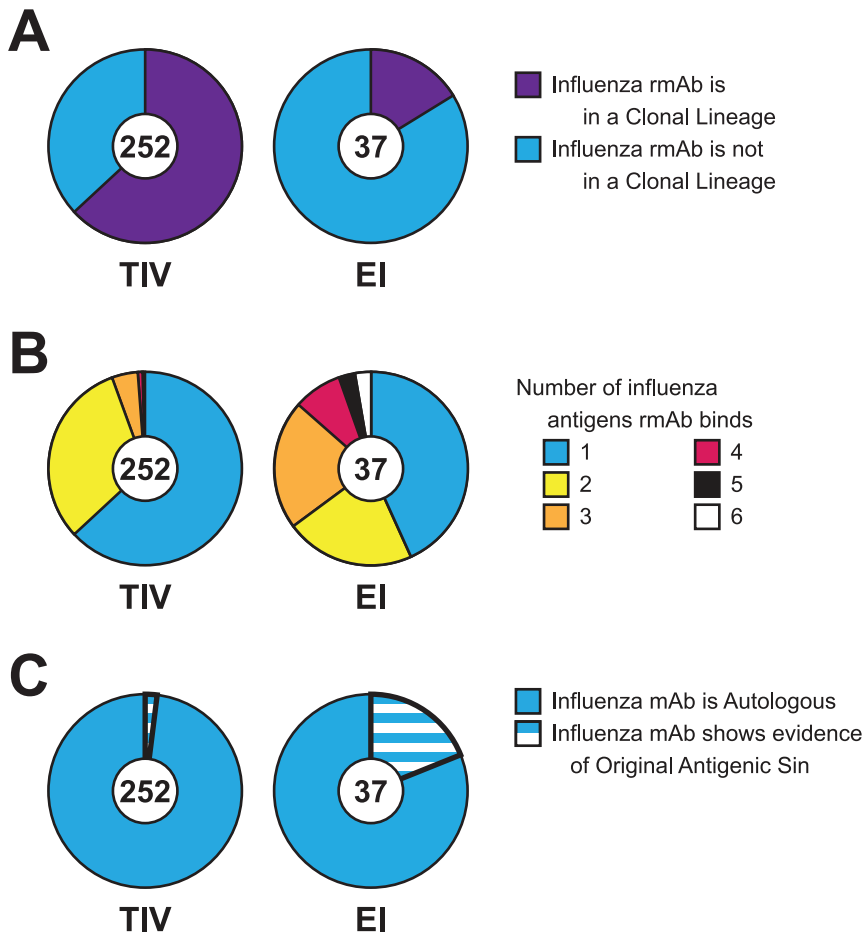 A
252
37
TIV
EI
Influenza rmAb is
in a Clonal Lineage
Influenza rmAb is not
in a Clonal Lineage
B
252
37
TIV
EI
Number of influenza
antigens rmAb binds
1
4
2
5
3
6
C
252
37
TIV
EI
Influenza mAb is Autologous
Influenza mAb shows evidence
of Original Antigenic Sin